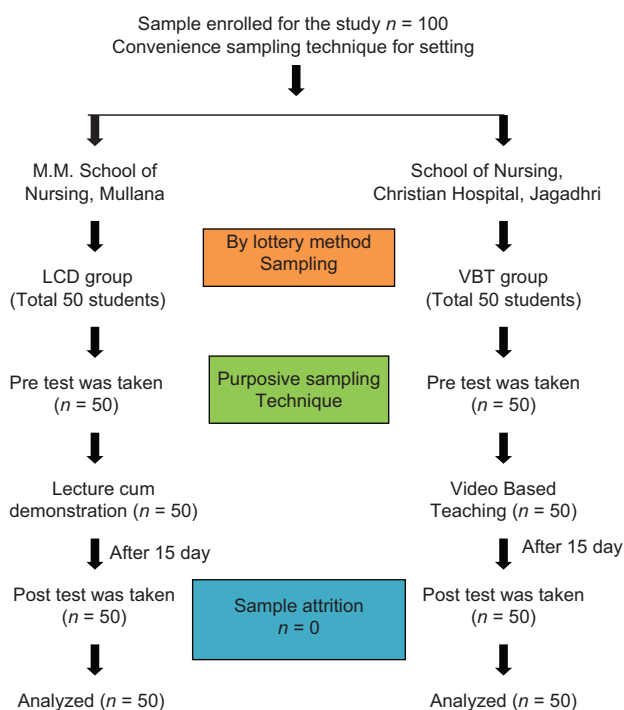 Sample enrolled for the study n = 100
Convenience sampling technique for setting
M.M. School of
Nursing, Mullana
School of Nursing,
Christian Hospital, Jagadhri
By lottery method
Sampling
LCD group
(Total 50 students)
VBT group
(Total 50 students)
Pre test was taken
(n = 50)
Purposive sampling
Technique
Pre test was taken
(n = 50)
Lecture cum
demonstration (n = 50)
Video Based
Teaching (n = 50)
After 15 day
After 15 day
Post test was taken
(n = 50)
Sample attrition
n = 0
Post test was taken
(n = 50)
Analyzed (n = 50)
Analyzed (n = 50)